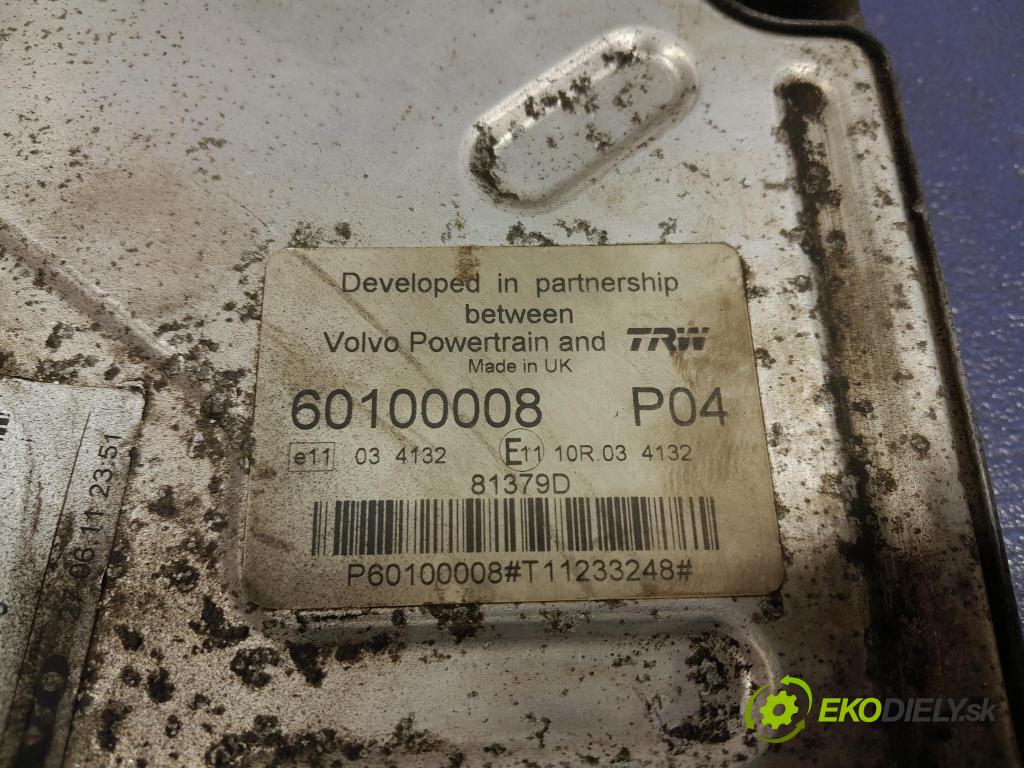 Developed in partnership
between
Volvo Powertrain and TRW
Made in UK
60100008 P04
e11 03 4132 E11 10R.03 4132
81379D
P60100008#T11233248#
06 11 23:51
EKODIELY.sk